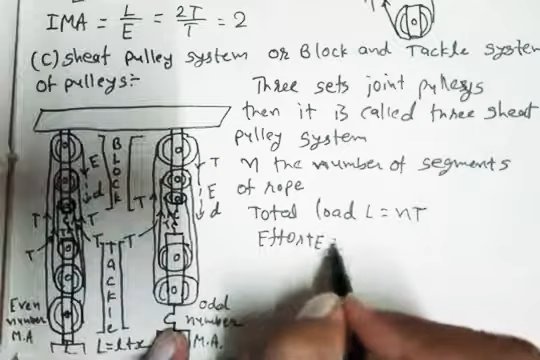 IMA = L/E = 2T/T = 2
(C) sheaf pulley system or Block and Tackle system
of pulleys:-
Three sets joint pulleys
then it is called three sheaf
pulley system
n the number of segments
of rope
Total load L = nT
Effort E =
BLOCK
TACKLE
E
d
T
T
T
T
T
E
d
T
T
Even
number
M.A.
odd
number
M.A.